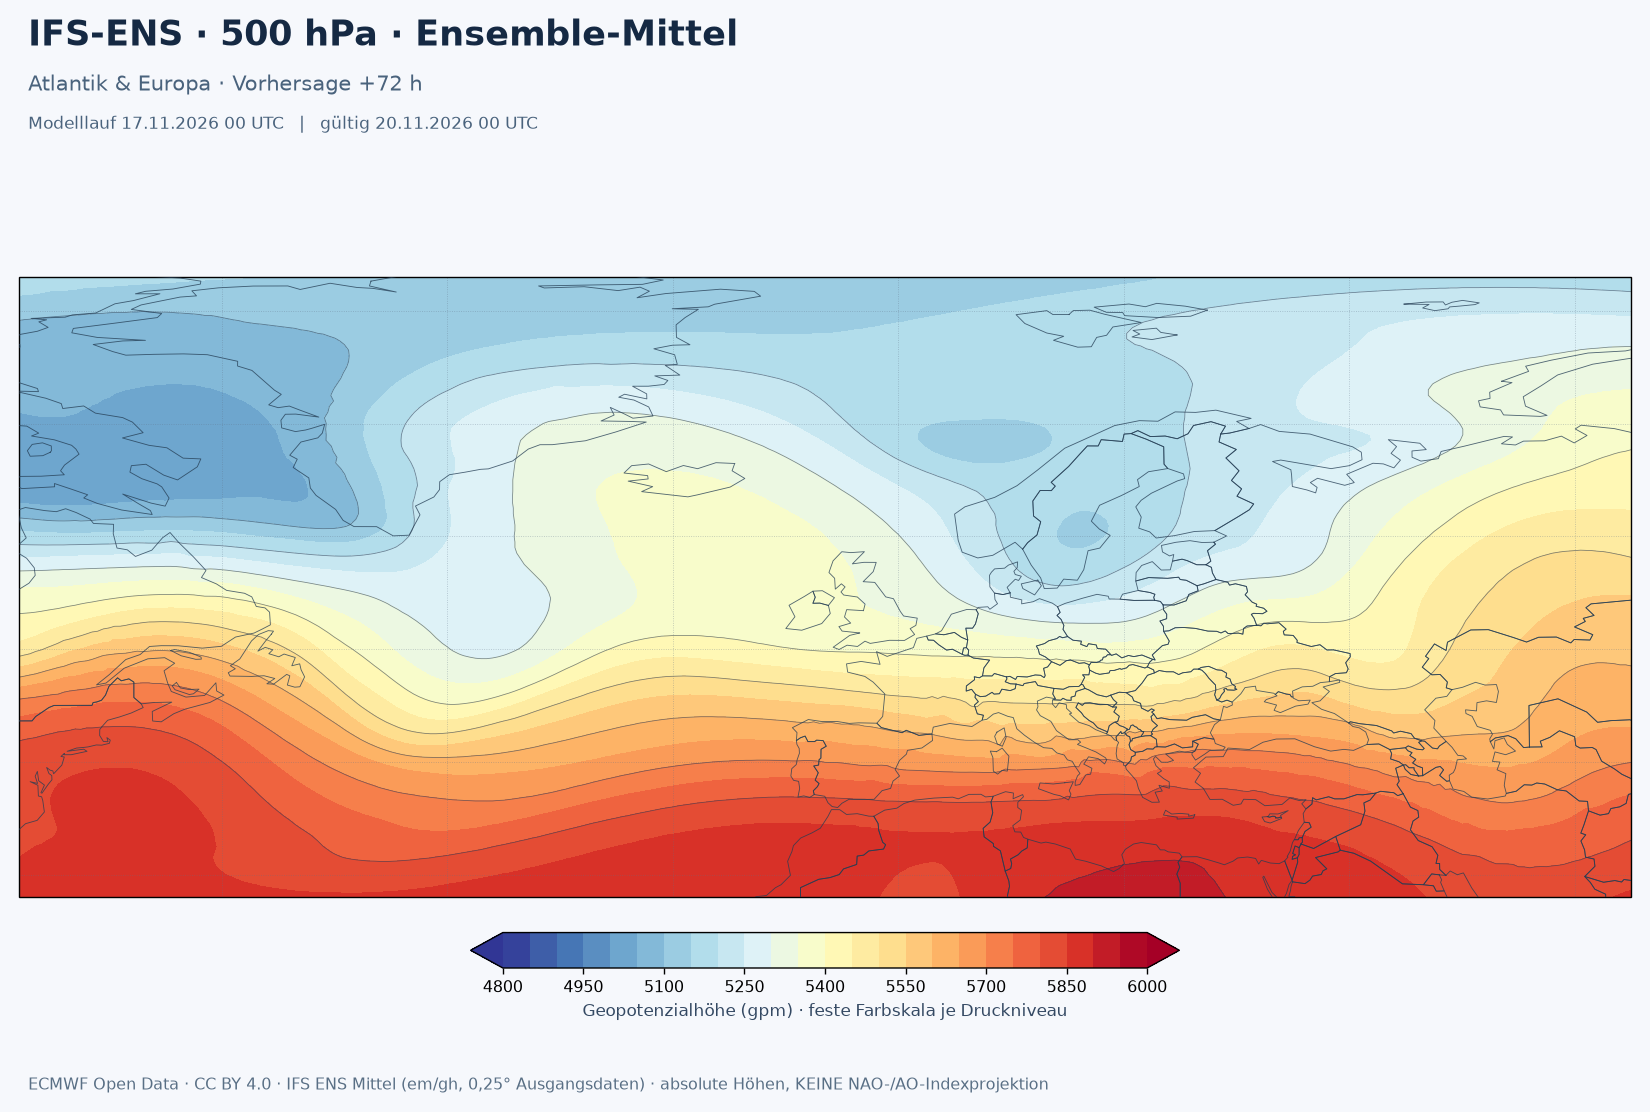 IFS-ENS · 500 hPa · Ensemble-Mittel
Atlantik & Europa · Vorhersage +72 h
Modelllauf 17.11.2026 00 UTC | gültig 20.11.2026 00 UTC
4800 4950 5100 5250 5400 5550 5700 5850 6000
Geopotenzialhöhe (gpm) · feste Farbskala je Druckniveau
ECMWF Open Data · CC BY 4.0 · IFS ENS Mittel (em/gh, 0,25° Ausgangsdaten) · absolute Höhen, KEINE NAO-/AO-Indexprojektion